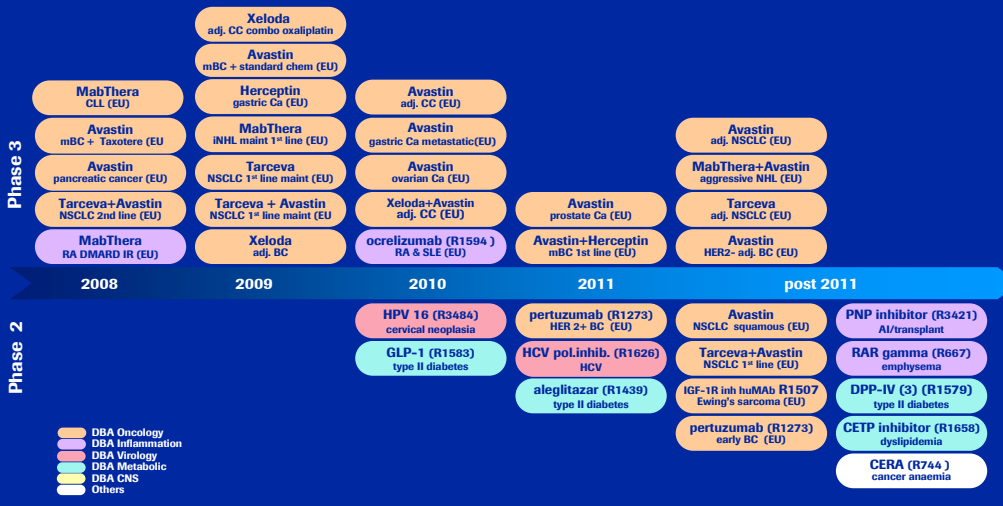 Phase 3
MabThera
CLL (EU)
Avastin
mBC + Taxotere (EU
Avastin
pancreatic cancer (EU)
Tarceva+Avastin
NSCLC 2nd line (EU)
MabThera
RA DMARD IR (EU)
Xeloda
adj. CC combo oxaliplatin
Avastin
mBC + standard chem (EU)
Herceptin
gastric Ca (EU)
MabThera
iNHL maint 1st line (EU)
Tarceva
NSCLC 1st line maint (EU)
Tarceva + Avastin
NSCLC 1st line maint (EU
Xeloda
adj. BC
Avastin
adj. CC (EU)
Avastin
gastric Ca metastatic(EU)
Avastin
ovarian Ca (EU)
Xeloda+Avastin
adj. CC (EU)
ocrelizumab (R1594 )
RA & SLE (EU)
Avastin
prostate Ca (EU)
Avastin+Herceptin
mBC 1st line (EU)
Avastin
adj. NSCLC (EU)
MabThera+Avastin
aggressive NHL (EU)
Tarceva
adj. NSCLC (EU)
Avastin
HER2- adj. BC (EU)
2008 2009 2010 2011 post 2011
Phase 2
HPV 16 (R3484)
cervical neoplasia
GLP-1 (R1583)
type II diabetes
pertuzumab (R1273)
HER 2+ BC (EU)
HCV pol.inhib. (R1626)
HCV
aleglitazar (R1439)
type II diabetes
Avastin
NSCLC squamous (EU)
Tarceva+Avastin
NSCLC 1st line (EU)
IGF-1R inh huMAb R1507
Ewing's sarcoma (EU)
pertuzumab (R1273)
early BC (EU)
PNP inhibitor (R3421)
AI/transplant
RAR gamma (R667)
emphysema
DPP-IV (3) (R1579)
type II diabetes
CETP inhibitor (R1658)
dyslipidemia
CERA (R744 )
cancer anaemia
DBA Oncology
DBA Inflammation
DBA Virology
DBA Metabolic
DBA CNS
Others